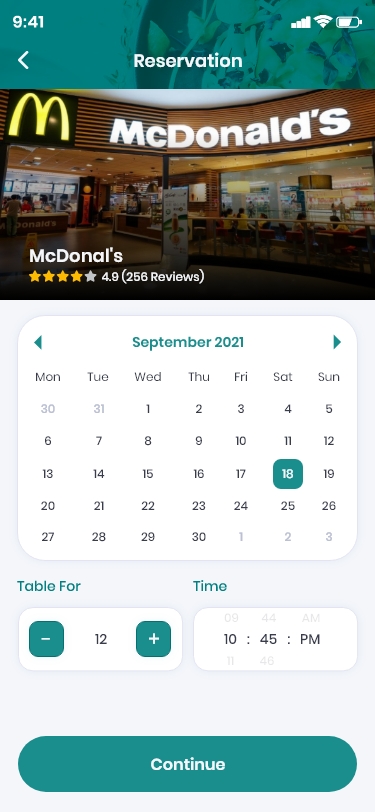 9:41
Reservation
McDonald's
McDonald's
McDonal's
4.9 (256 Reviews)
September 2021
Mon Tue Wed Thu Fri Sat Sun
30 31 1 2 3 4 5
6 7 8 9 10 11 12
13 14 15 16 17 18 19
20 21 22 23 24 25 26
27 28 29 30 1 2 3
Table For Time
09 44 AM
− 12 + 10 : 45 : PM
11 46
Continue